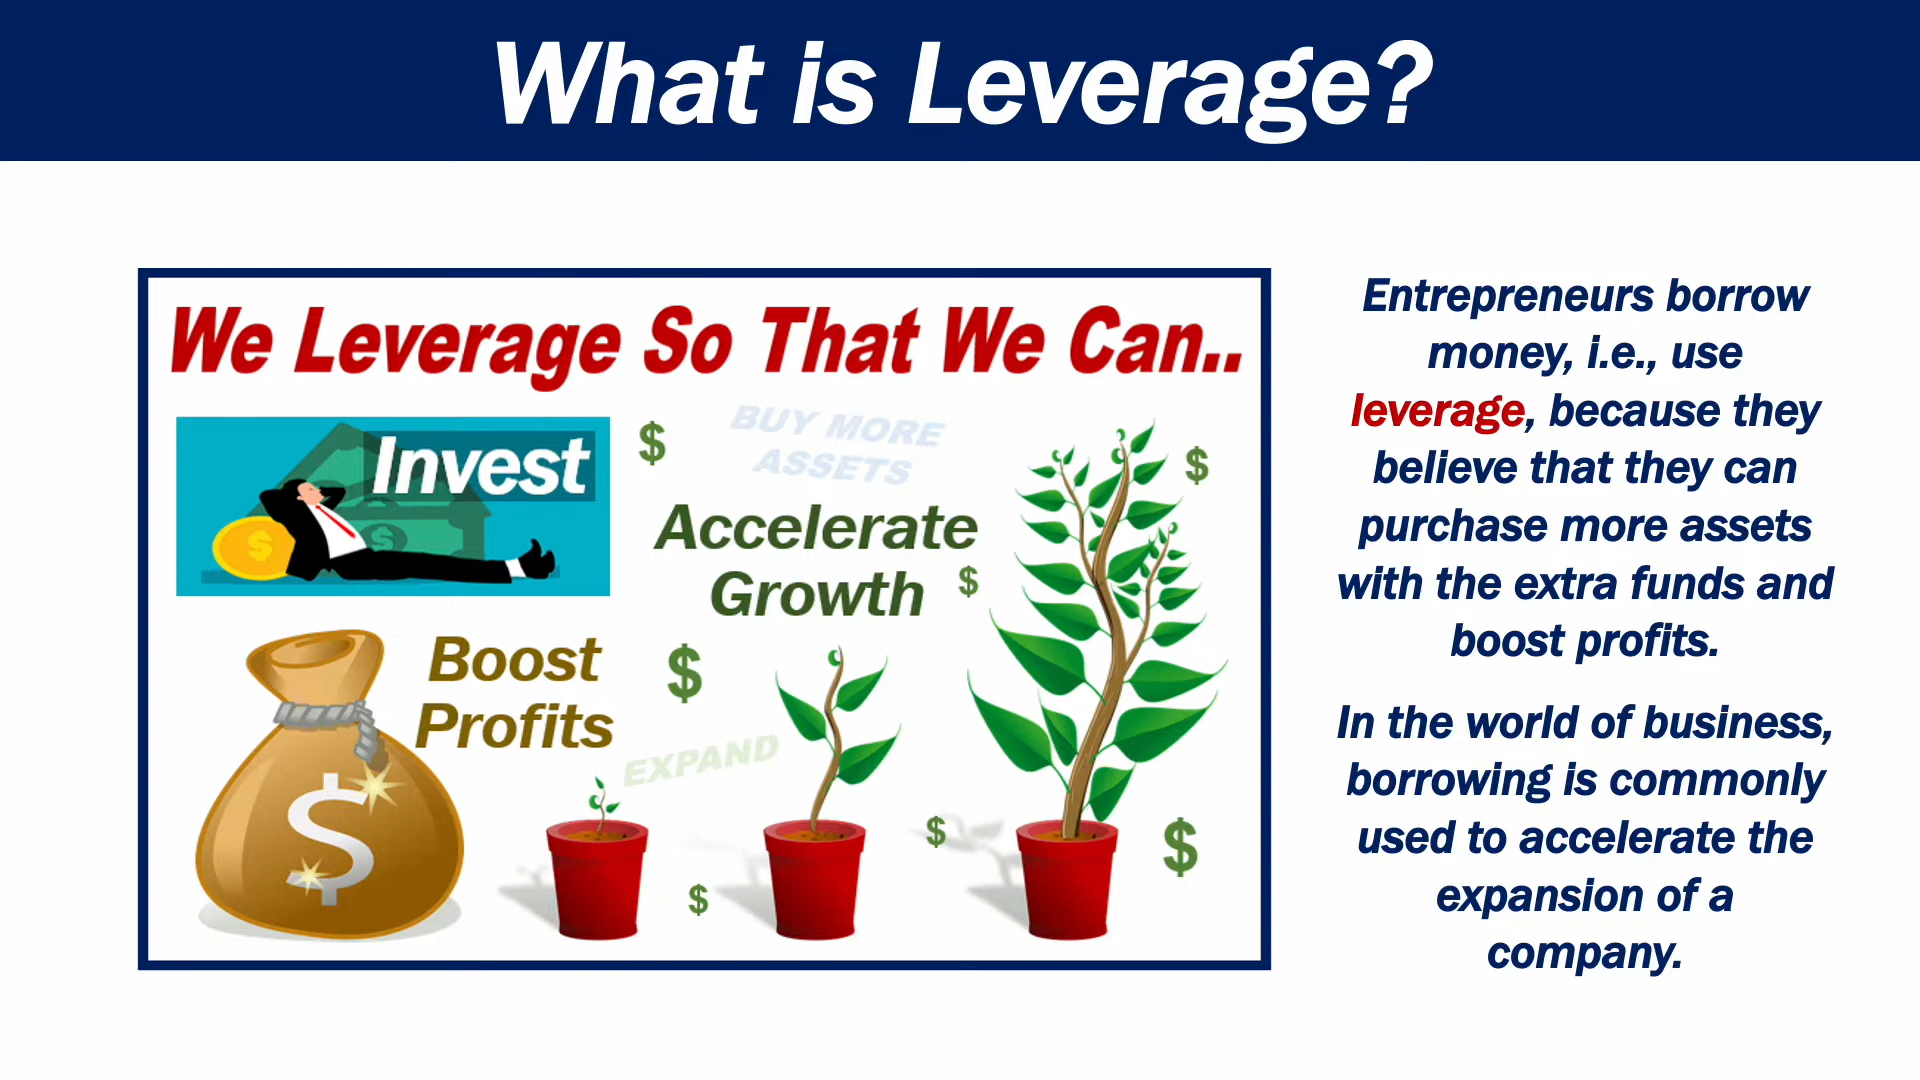 What is Leverage?
We Leverage So That We Can..
Invest
$
$
BUY MORE
ASSETS
$
$
Accelerate
Growth
$
Boost
Profits
$
EXPAND
$
$
$
$
Entrepreneurs borrow
money, i.e., use
leverage, because they
believe that they can
purchase more assets
with the extra funds and
boost profits.
In the world of business,
borrowing is commonly
used to accelerate the
expansion of a
company.